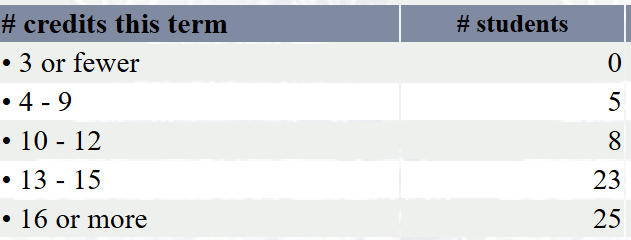 # credits this term # students
• 3 or fewer 0
• 4 - 9 5
• 10 - 12 8
• 13 - 15 23
• 16 or more 25